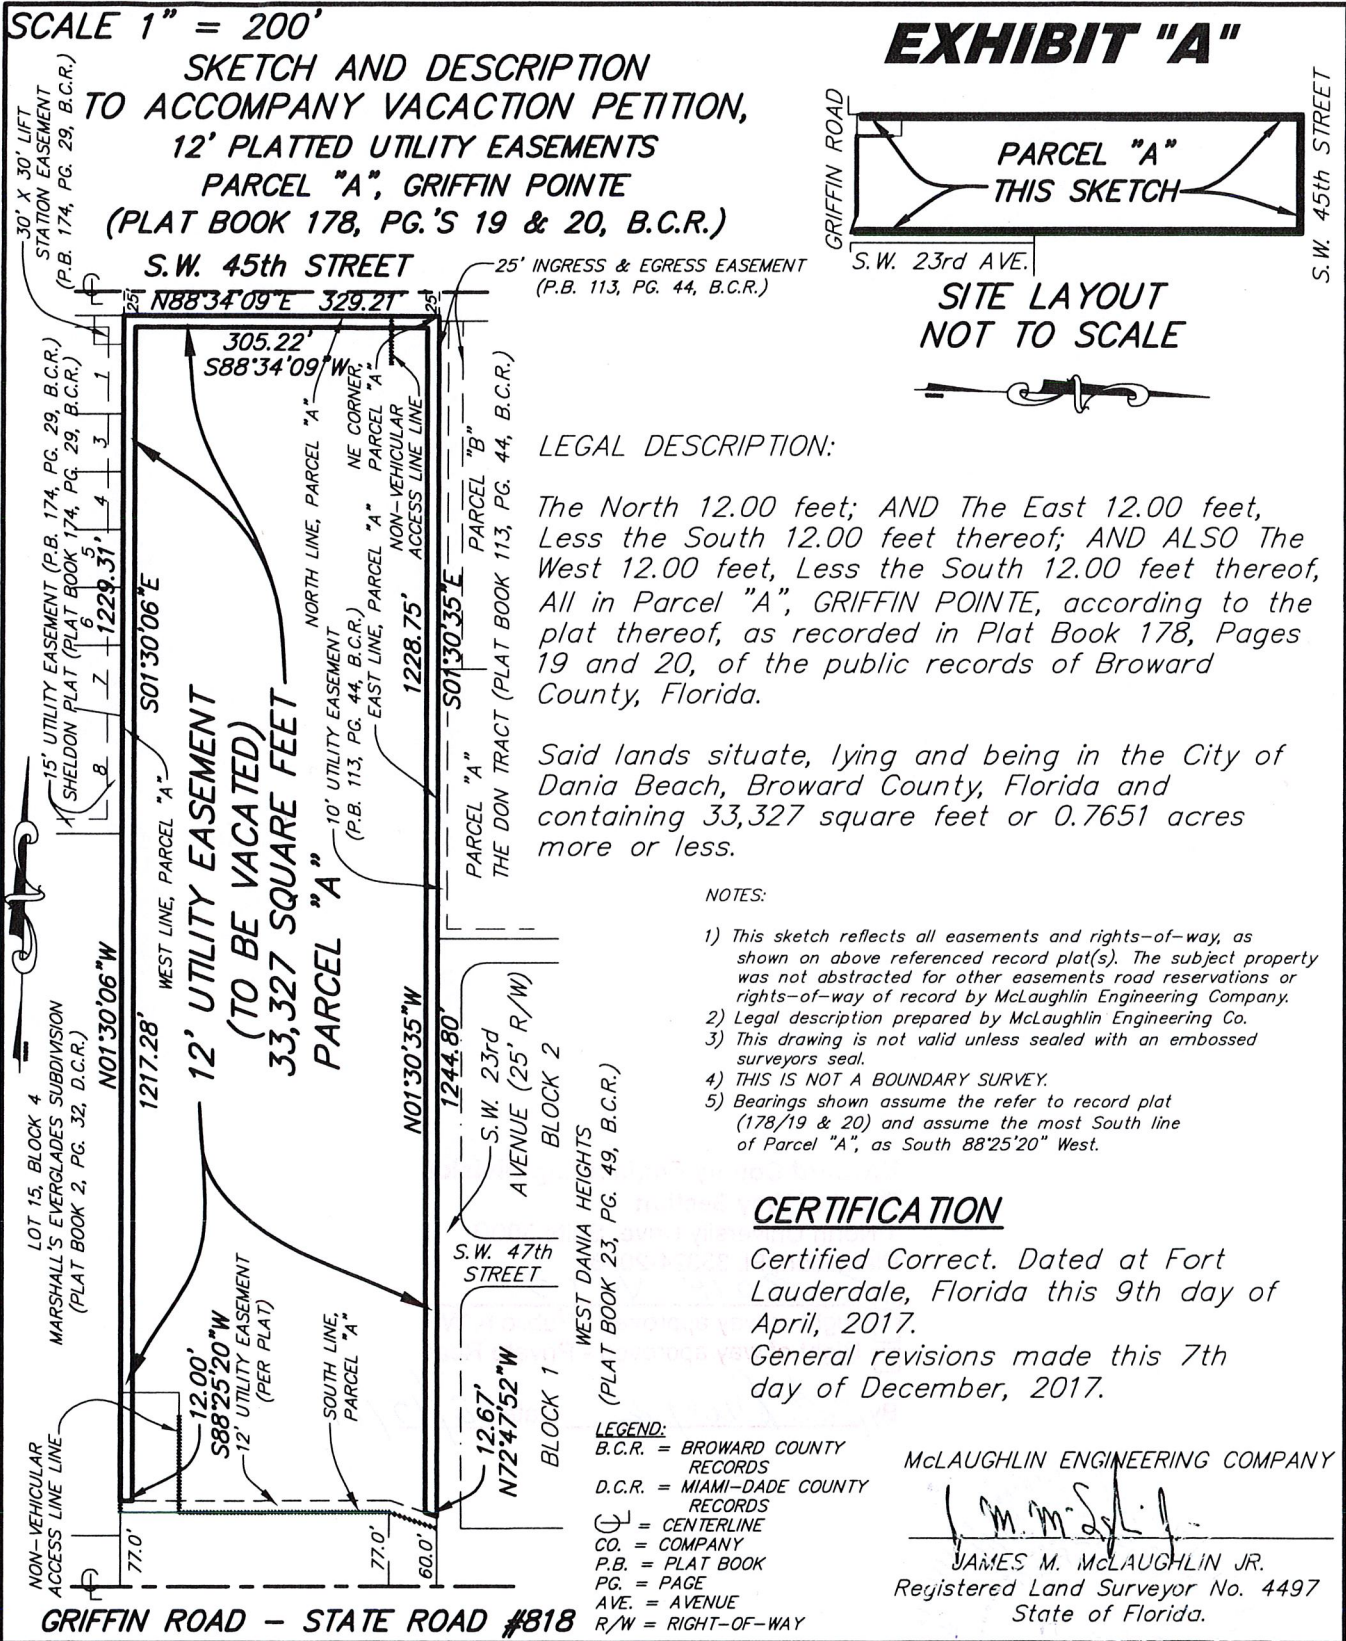 SCALE 1" = 200'
SKETCH AND DESCRIPTION
TO ACCOMPANY VACACTION PETITION,
12' PLATTED UTILITY EASEMENTS
PARCEL "A", GRIFFIN POINTE
(PLAT BOOK 178, PG.'S 19 & 20, B.C.R.)
EXHIBIT "A"
GRIFFIN ROAD
PARCEL "A"
THIS SKETCH
S.W. 45th STREET
S.W. 23rd AVE.
SITE LAYOUT
NOT TO SCALE
30' X 30' LIFT
STATION EASEMENT
(P.B. 174, PG. 29, B.C.R.)
S.W. 45th STREET
25' INGRESS & EGRESS EASEMENT
(P.B. 113, PG. 44, B.C.R.)
25'
N88°34'09"E 329.21'
25'
305.22'
S88°34'09"W
15' UTILITY EASEMENT (P.B. 174, PG. 29, B.C.R.)
SHELDON PLAT (PLAT BOOK 174, PG. 29, B.C.R.)
1
3
4
5
6
7
8
1229.31'
S01°30'06"E
WEST LINE, PARCEL "A"
NORTH LINE, PARCEL "A"
NE CORNER,
PARCEL "A"
NON-VEHICULAR
ACCESS LINE LINE
10' UTILITY EASEMENT
(P.B. 113, PG. 44, B.C.R.)
EAST LINE, PARCEL "A"
1228.75'
S01°30'35"E
PARCEL "B"
PARCEL "A"
THE DON TRACT (PLAT BOOK 113, PG. 44, B.C.R.)
12' UTILITY EASEMENT
(TO BE VACATED)
33,327 SQUARE FEET
PARCEL "A"
N01°30'06"W
1217.28'
N01°30'35"W
1244.80'
LOT 15, BLOCK 4
MARSHALL'S EVERGLADES SUBDIVISION
(PLAT BOOK 2, PG. 32, D.C.R.)
S.W. 23rd
AVENUE (25' R/W)
BLOCK 2
S.W. 47th
STREET
WEST DANIA HEIGHTS
(PLAT BOOK 23, PG. 49, B.C.R.)
BLOCK 1
12.67'
N72°47'52"W
NON-VEHICULAR
ACCESS LINE LINE
12.00'
S88°25'20"W
12' UTILITY EASEMENT
(PER PLAT)
SOUTH LINE,
PARCEL "A"
77.0'
77.0'
60.0'
GRIFFIN ROAD - STATE ROAD #818
LEGAL DESCRIPTION:
The North 12.00 feet; AND The East 12.00 feet,
Less the South 12.00 feet thereof; AND ALSO The
West 12.00 feet, Less the South 12.00 feet thereof,
All in Parcel "A", GRIFFIN POINTE, according to the
plat thereof, as recorded in Plat Book 178, Pages
19 and 20, of the public records of Broward
County, Florida.
Said lands situate, lying and being in the City of
Dania Beach, Broward County, Florida and
containing 33,327 square feet or 0.7651 acres
more or less.
NOTES:
1) This sketch reflects all easements and rights-of-way, as
shown on above referenced record plat(s). The subject property
was not abstracted for other easements road reservations or
rights-of-way of record by McLaughlin Engineering Company.
2) Legal description prepared by McLaughlin Engineering Co.
3) This drawing is not valid unless sealed with an embossed
surveyors seal.
4) THIS IS NOT A BOUNDARY SURVEY.
5) Bearings shown assume the refer to record plat
(178/19 & 20) and assume the most South line
of Parcel "A", as South 88°25'20" West.
CERTIFICATION
Certified Correct. Dated at Fort
Lauderdale, Florida this 9th day of
April, 2017.
General revisions made this 7th
day of December, 2017.
LEGEND:
B.C.R. = BROWARD COUNTY
RECORDS
D.C.R. = MIAMI-DADE COUNTY
RECORDS
CL = CENTERLINE
CO. = COMPANY
P.B. = PLAT BOOK
PG. = PAGE
AVE. = AVENUE
R/W = RIGHT-OF-WAY
McLAUGHLIN ENGINEERING COMPANY
JAMES M. McLAUGHLIN JR.
Registered Land Surveyor No. 4497
State of Florida.